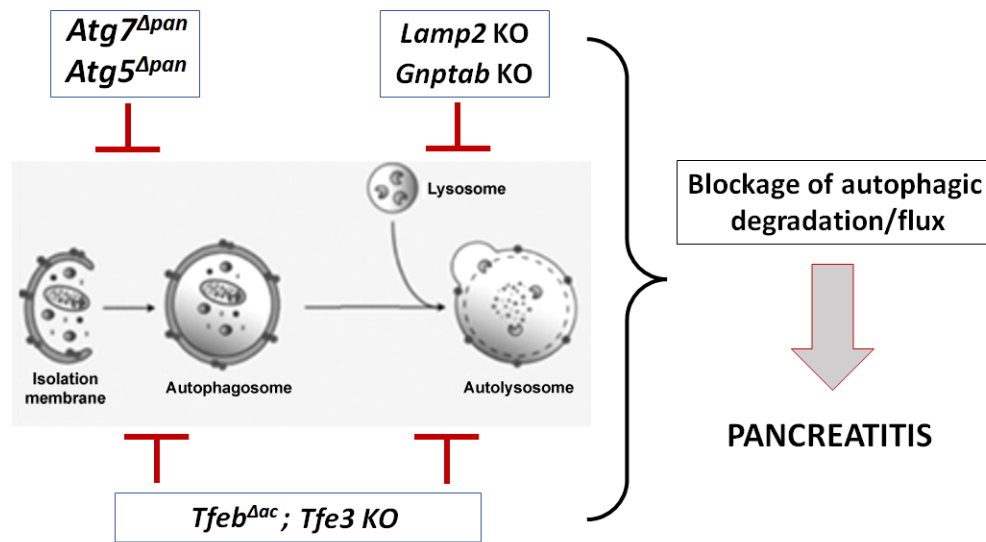 Atg7Δpan
Atg5Δpan
Lamp2 KO
Gnptab KO
Lysosome
Isolation
membrane
Autophagosome
Autolysosome
TfebΔac ; Tfe3 KO
Blockage of autophagic
degradation/flux
PANCREATITIS